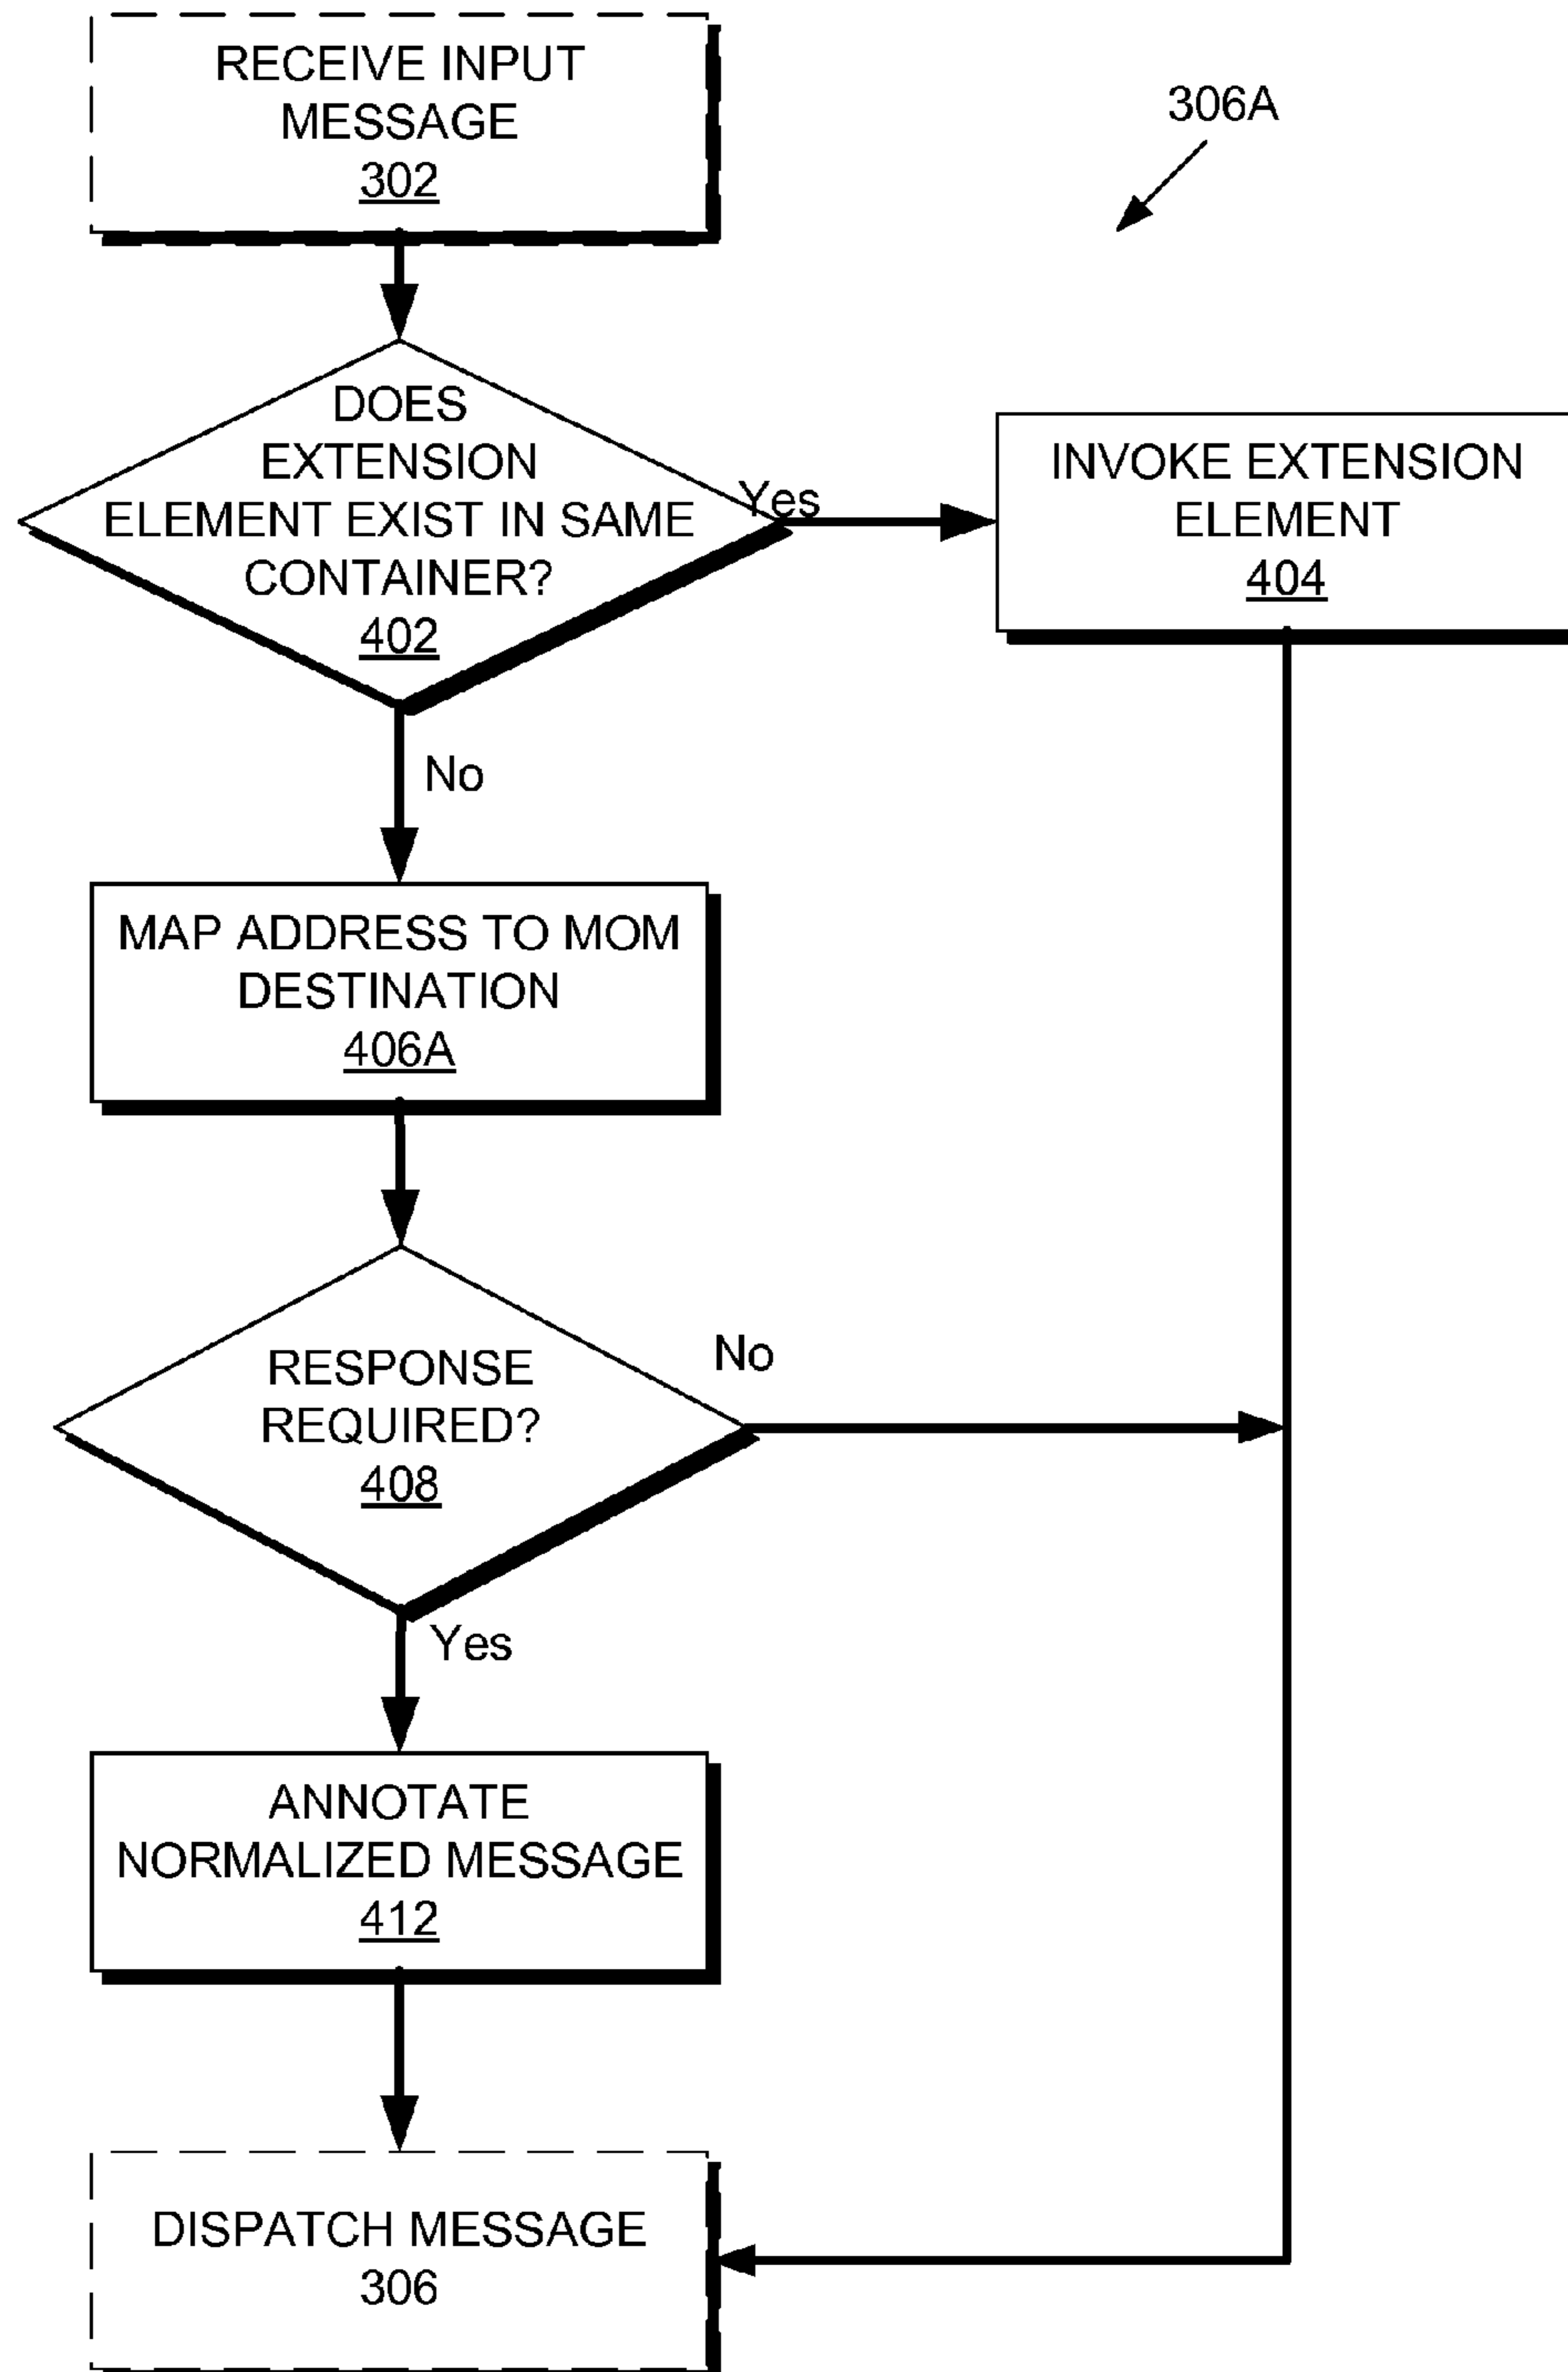 RECEIVE INPUT
MESSAGE
302
306A
DOES
EXTENSION
ELEMENT EXIST IN SAME
CONTAINER?
402
Yes
INVOKE EXTENSION
ELEMENT
404
No
MAP ADDRESS TO MOM
DESTINATION
406A
RESPONSE
REQUIRED?
408
No
Yes
ANNOTATE
NORMALIZED MESSAGE
412
DISPATCH MESSAGE
306